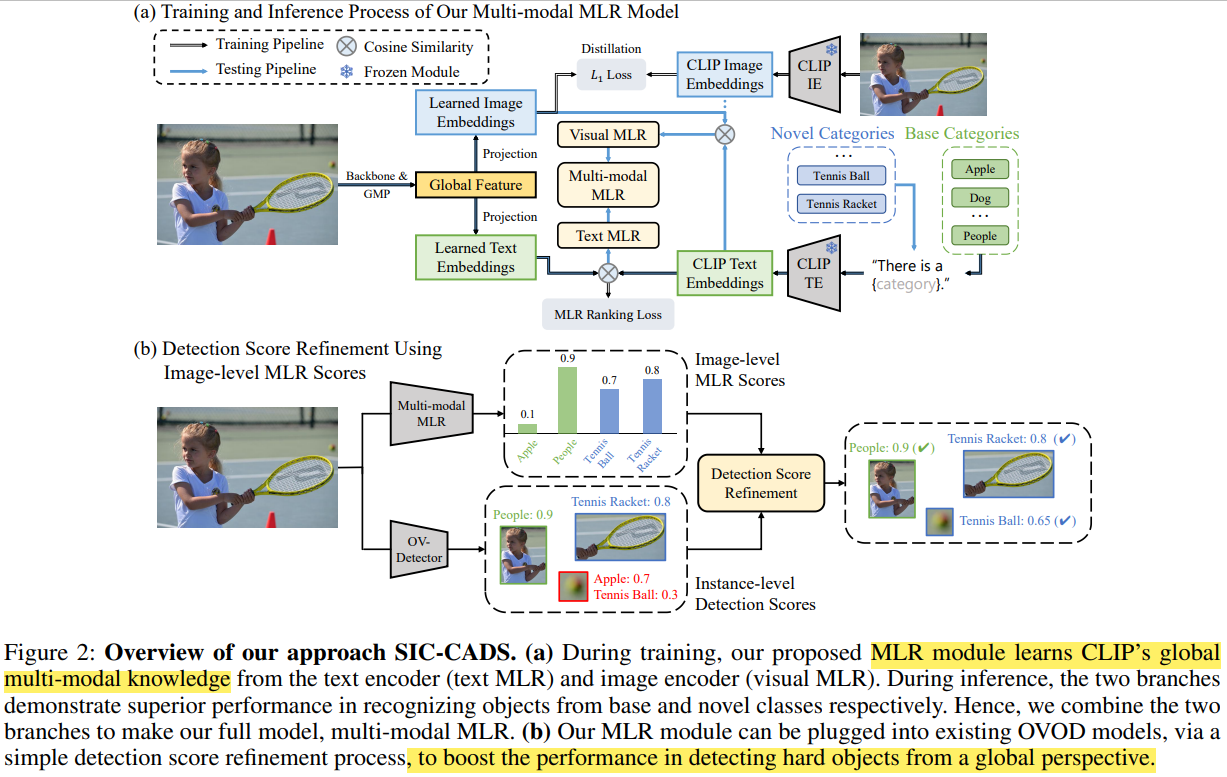 (a) Training and Inference Process of Our Multi-modal MLR Model
Training Pipeline
Cosine Similarity
Testing Pipeline
Frozen Module
Distillation
L₁ Loss
CLIP Image
Embeddings
CLIP
IE
Learned Image
Embeddings
Visual MLR
Novel Categories
Base Categories
Projection
...
Tennis Ball
Tennis Racket
Apple
Dog
...
People
Backbone &
GMP
Global Feature
Multi-modal
MLR
Projection
Text MLR
Learned Text
Embeddings
CLIP Text
Embeddings
CLIP
TE
“There is a
{category}.”
MLR Ranking Loss
(b) Detection Score Refinement Using
Image-level MLR Scores
Multi-modal
MLR
0.1
0.9
0.7
0.8
Apple
People
Tennis
Ball
Tennis
Racket
Image-level
MLR Scores
OV-
Detector
People: 0.9
Tennis Racket: 0.8
Apple: 0.7
Tennis Ball: 0.3
Instance-level
Detection Scores
Detection Score
Refinement
People: 0.9 (✔)
Tennis Racket: 0.8 (✔)
Tennis Ball: 0.65 (✔)
Figure 2: Overview of our approach SIC-CADS. (a) During training, our proposed MLR module learns CLIP’s global
multi-modal knowledge from the text encoder (text MLR) and image encoder (visual MLR). During inference, the two branches
demonstrate superior performance in recognizing objects from base and novel classes respectively. Hence, we combine the two
branches to make our full model, multi-modal MLR. (b) Our MLR module can be plugged into existing OVOD models, via a
simple detection score refinement process, to boost the performance in detecting hard objects from a global perspective.